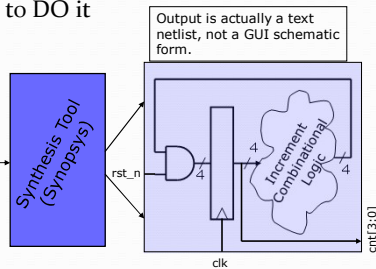 to DO it
Output is actually a text
netlist, not a GUI schematic
form.
Synthesis Tool
(Synopsys)
rst_n
4
4
Increment
Combinational
Logic
4
clk
cnt[3:0]